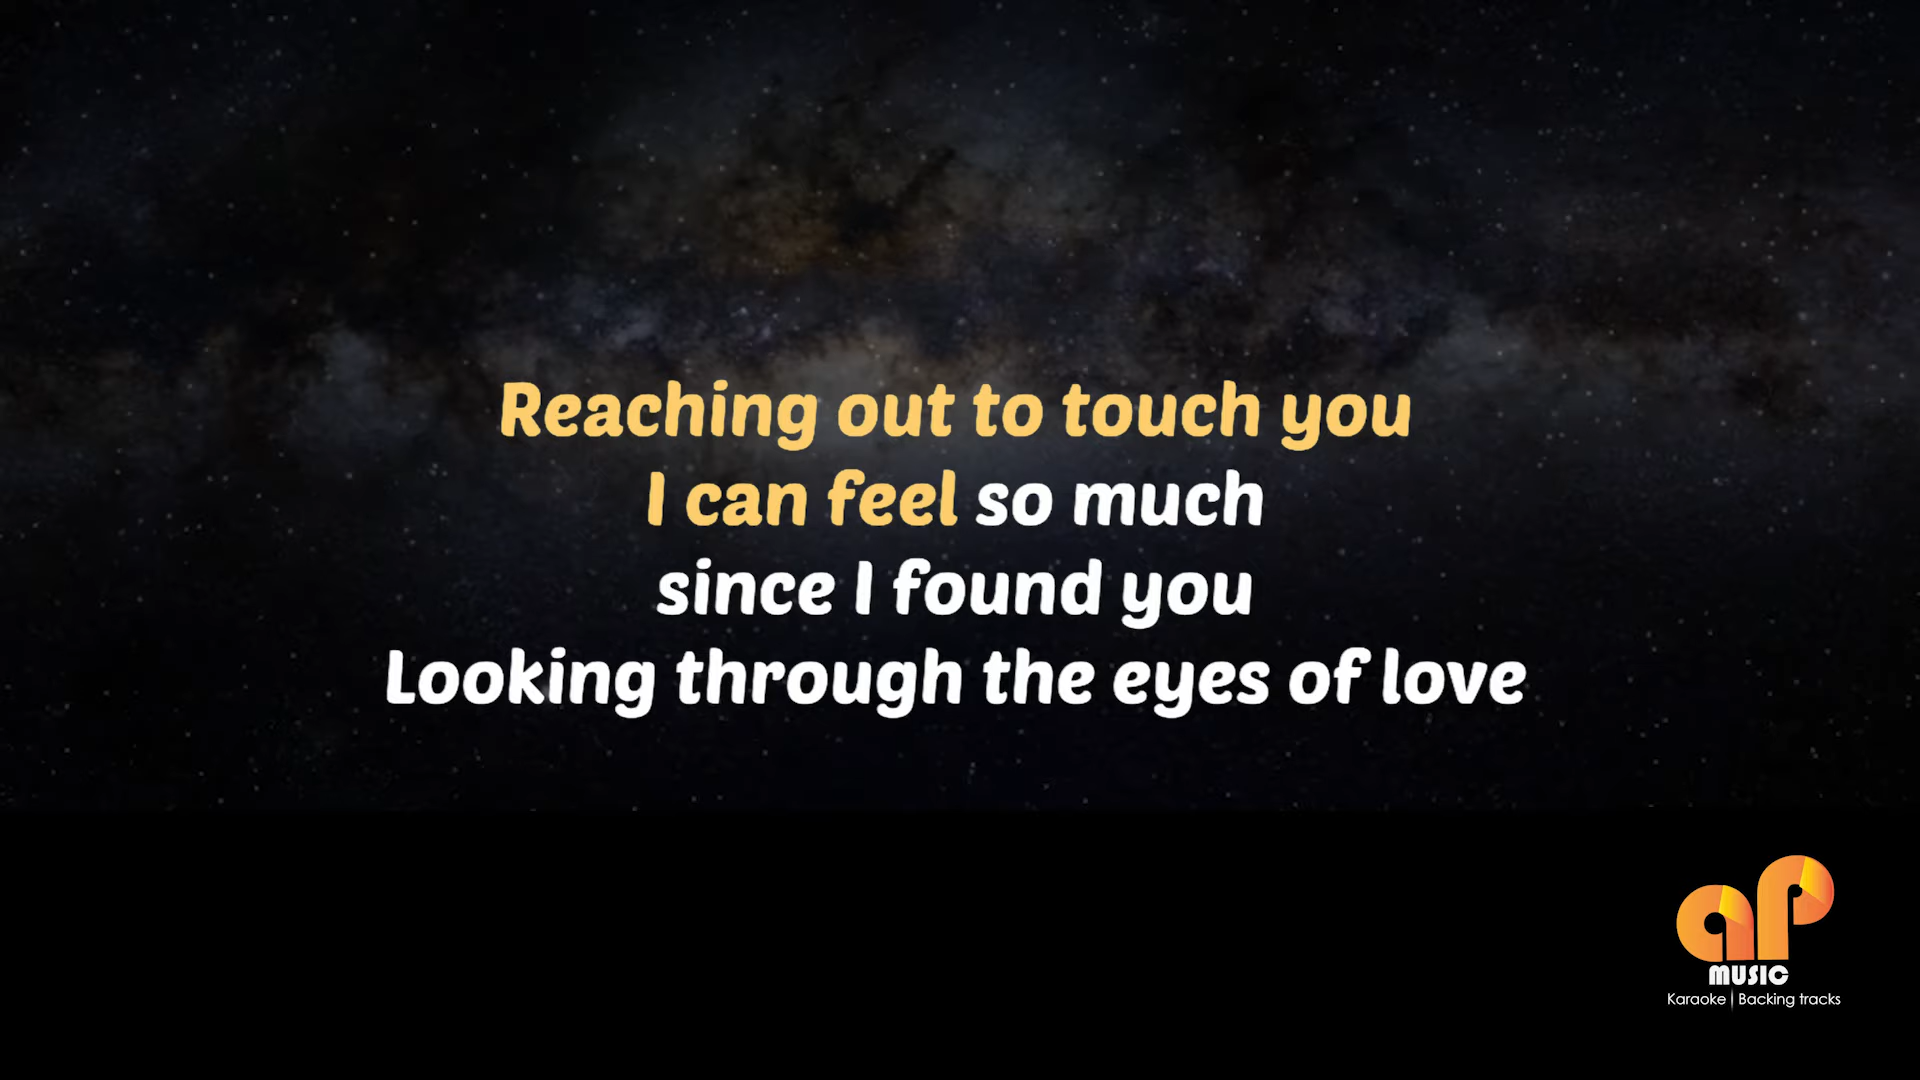 Reaching out to touch you
I can feel so much
since I found you
Looking through the eyes of love
aP
MUSIC
Karaoke | Backing tracks